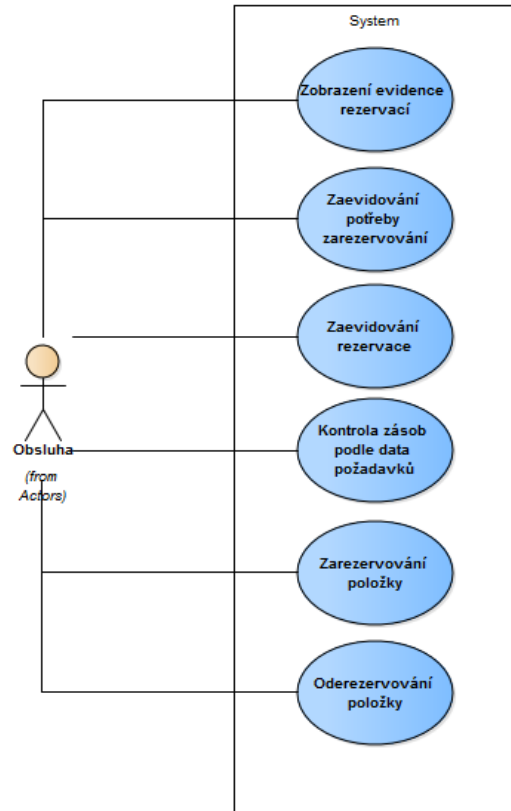 System
Zobrazení evidence
rezervací
Zaevidování
potřeby
zarezervování
Zaevidování
rezervace
Obsluha
(from
Actors)
Kontrola zásob
podle data
požadavků
Zarezervování
položky
Oderezervování
položky